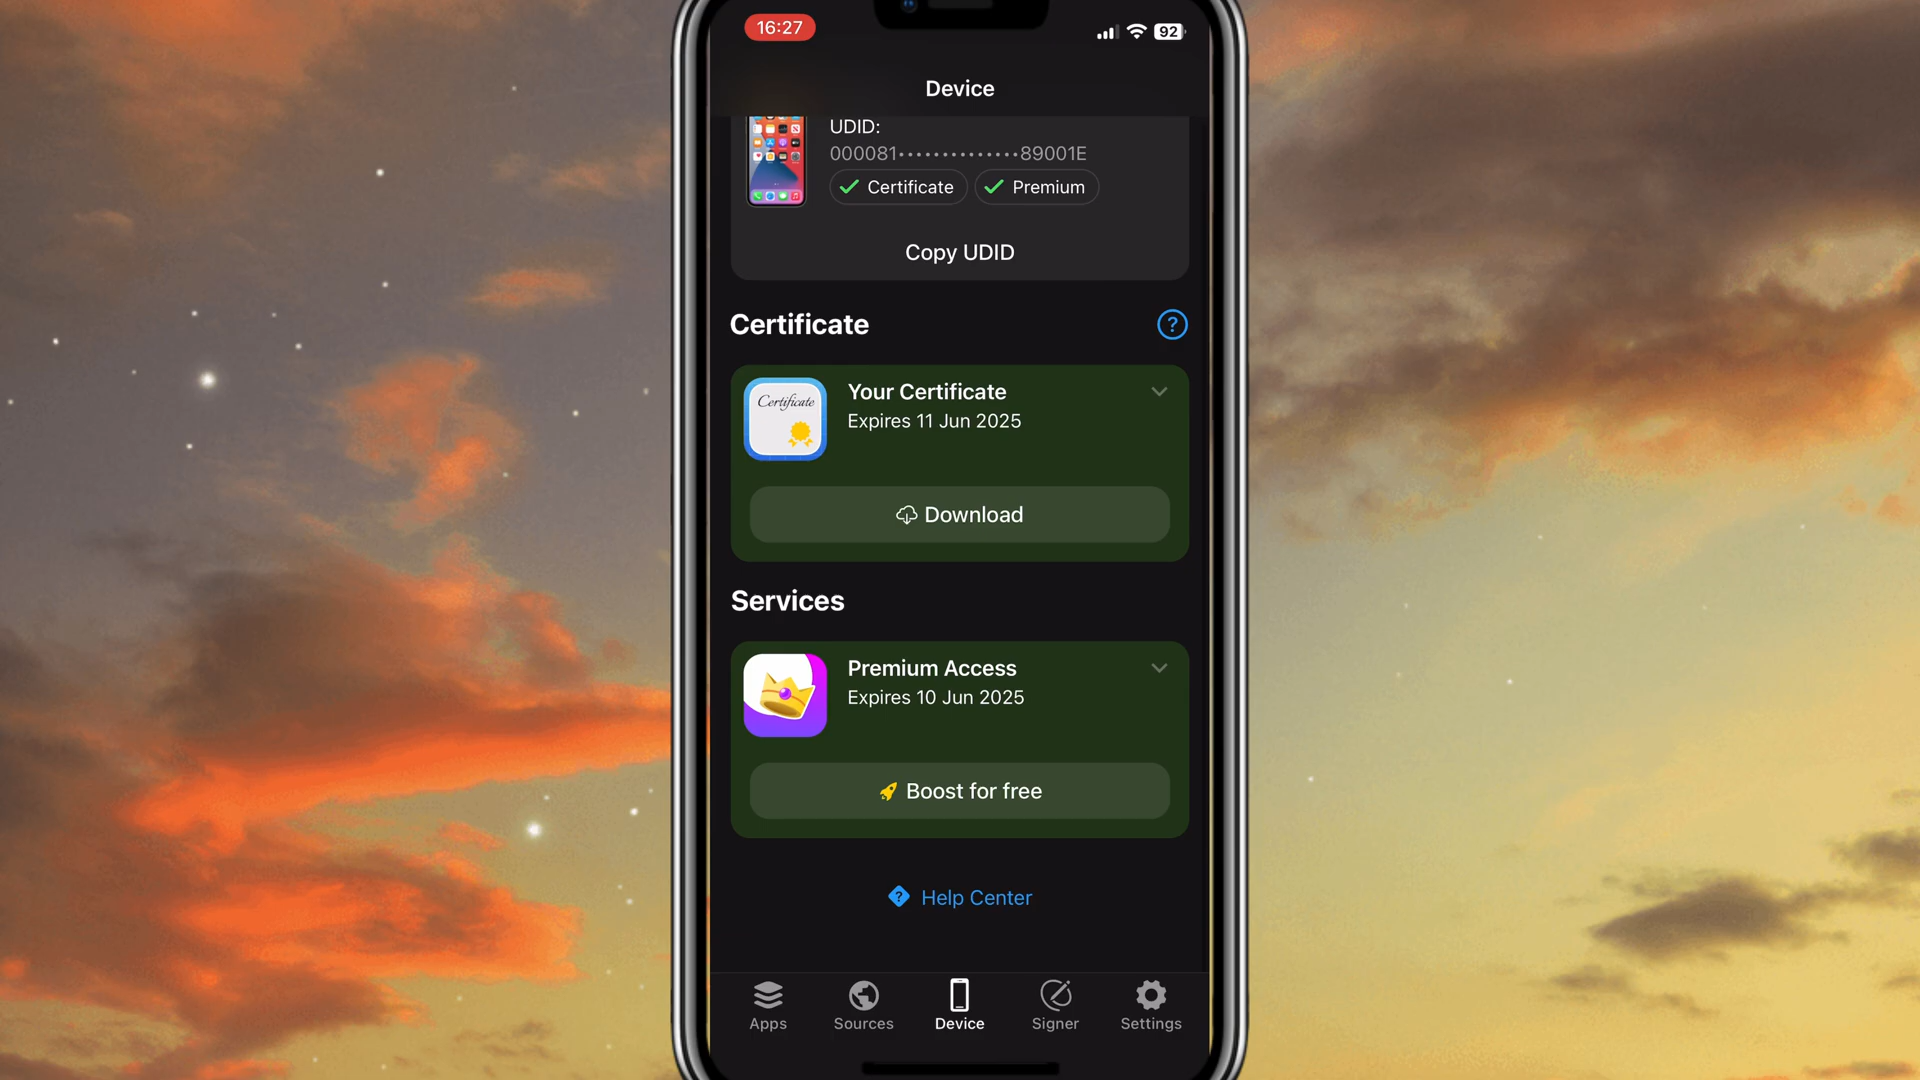 16:27
92
Device
UDID:
000081••••••••••••••89001E
Certificate
Premium
Copy UDID
Certificate
?
Certificate
Your Certificate
Expires 11 Jun 2025
Download
Services
Premium Access
Expires 10 Jun 2025
Boost for free
? Help Center
Apps
Sources
Device
Signer
Settings